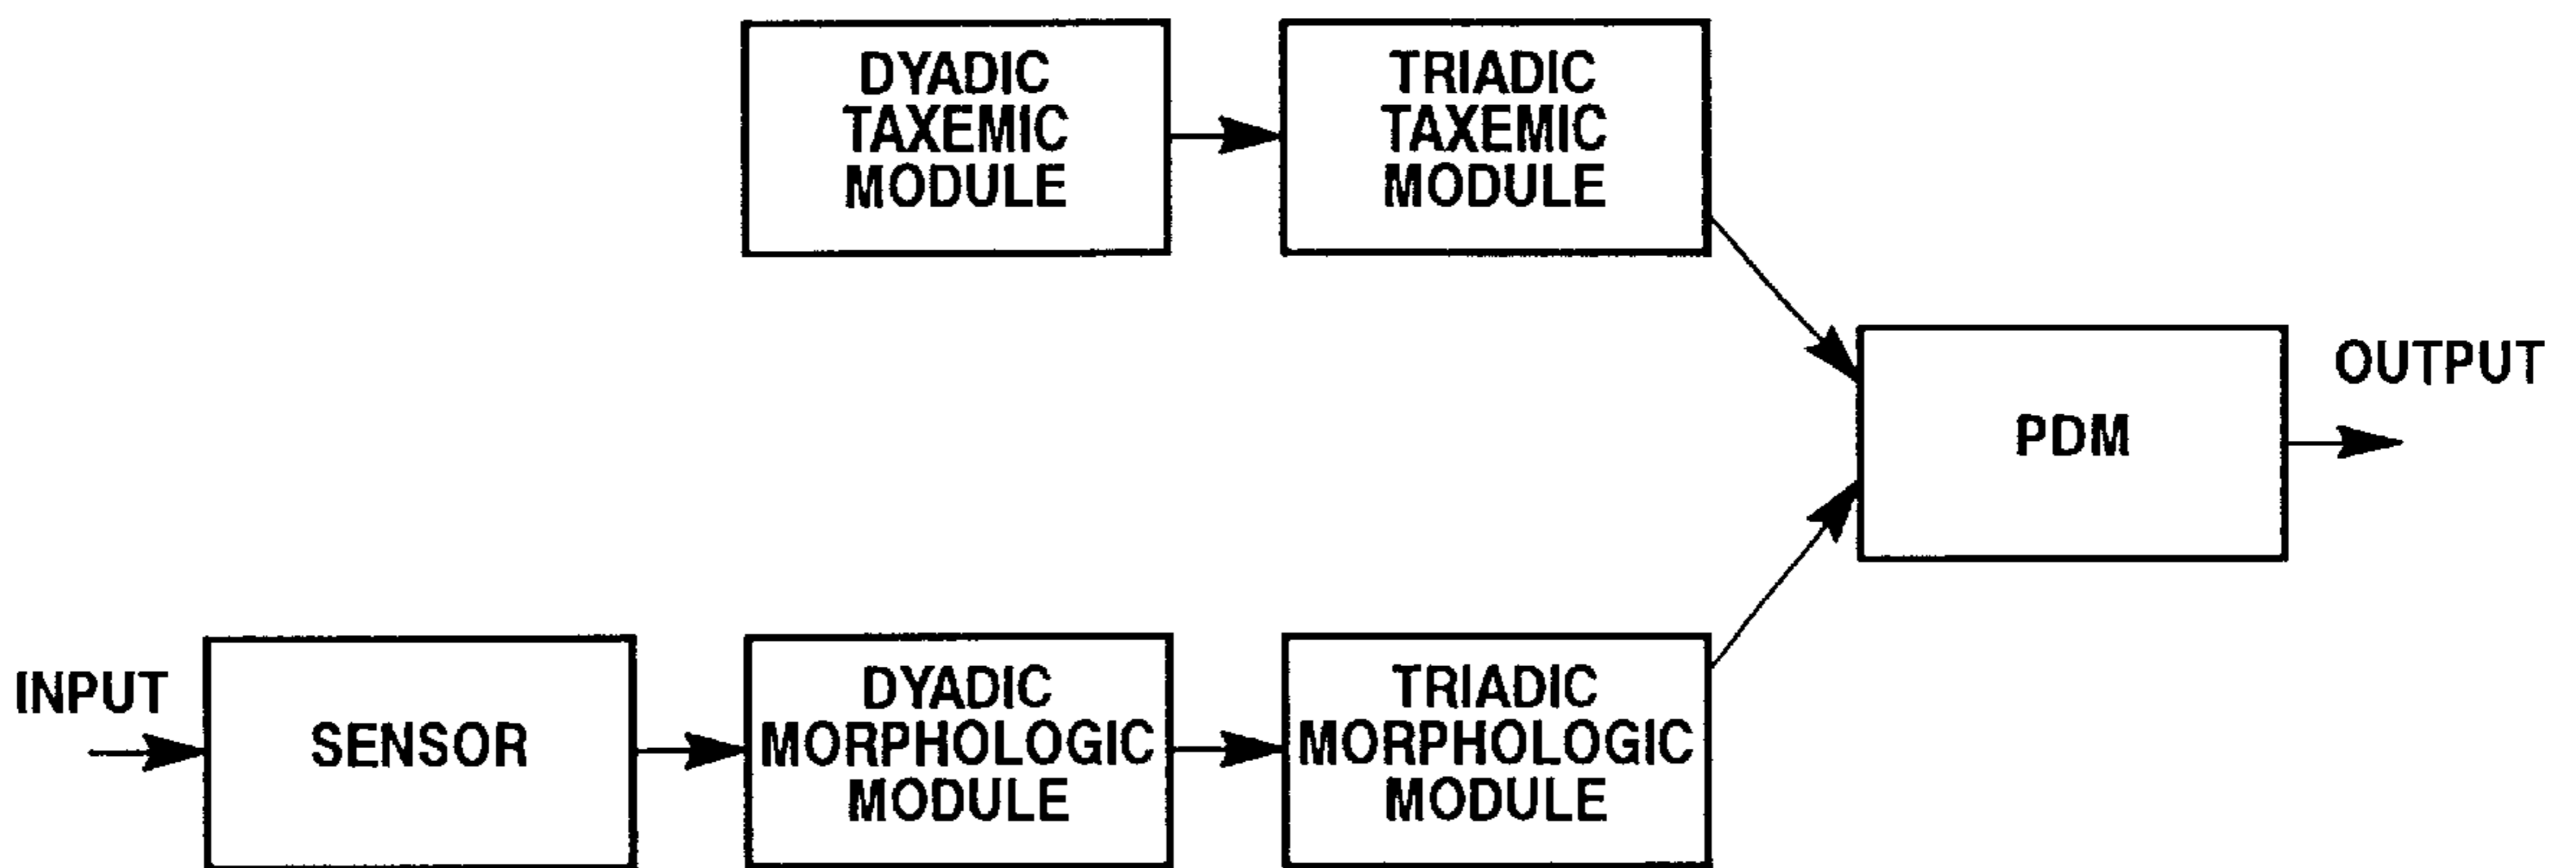 DYADIC
TAXEMIC
MODULE
TRIADIC
TAXEMIC
MODULE
PDM
OUTPUT
INPUT
SENSOR
DYADIC
MORPHOLOGIC
MODULE
TRIADIC
MORPHOLOGIC
MODULE